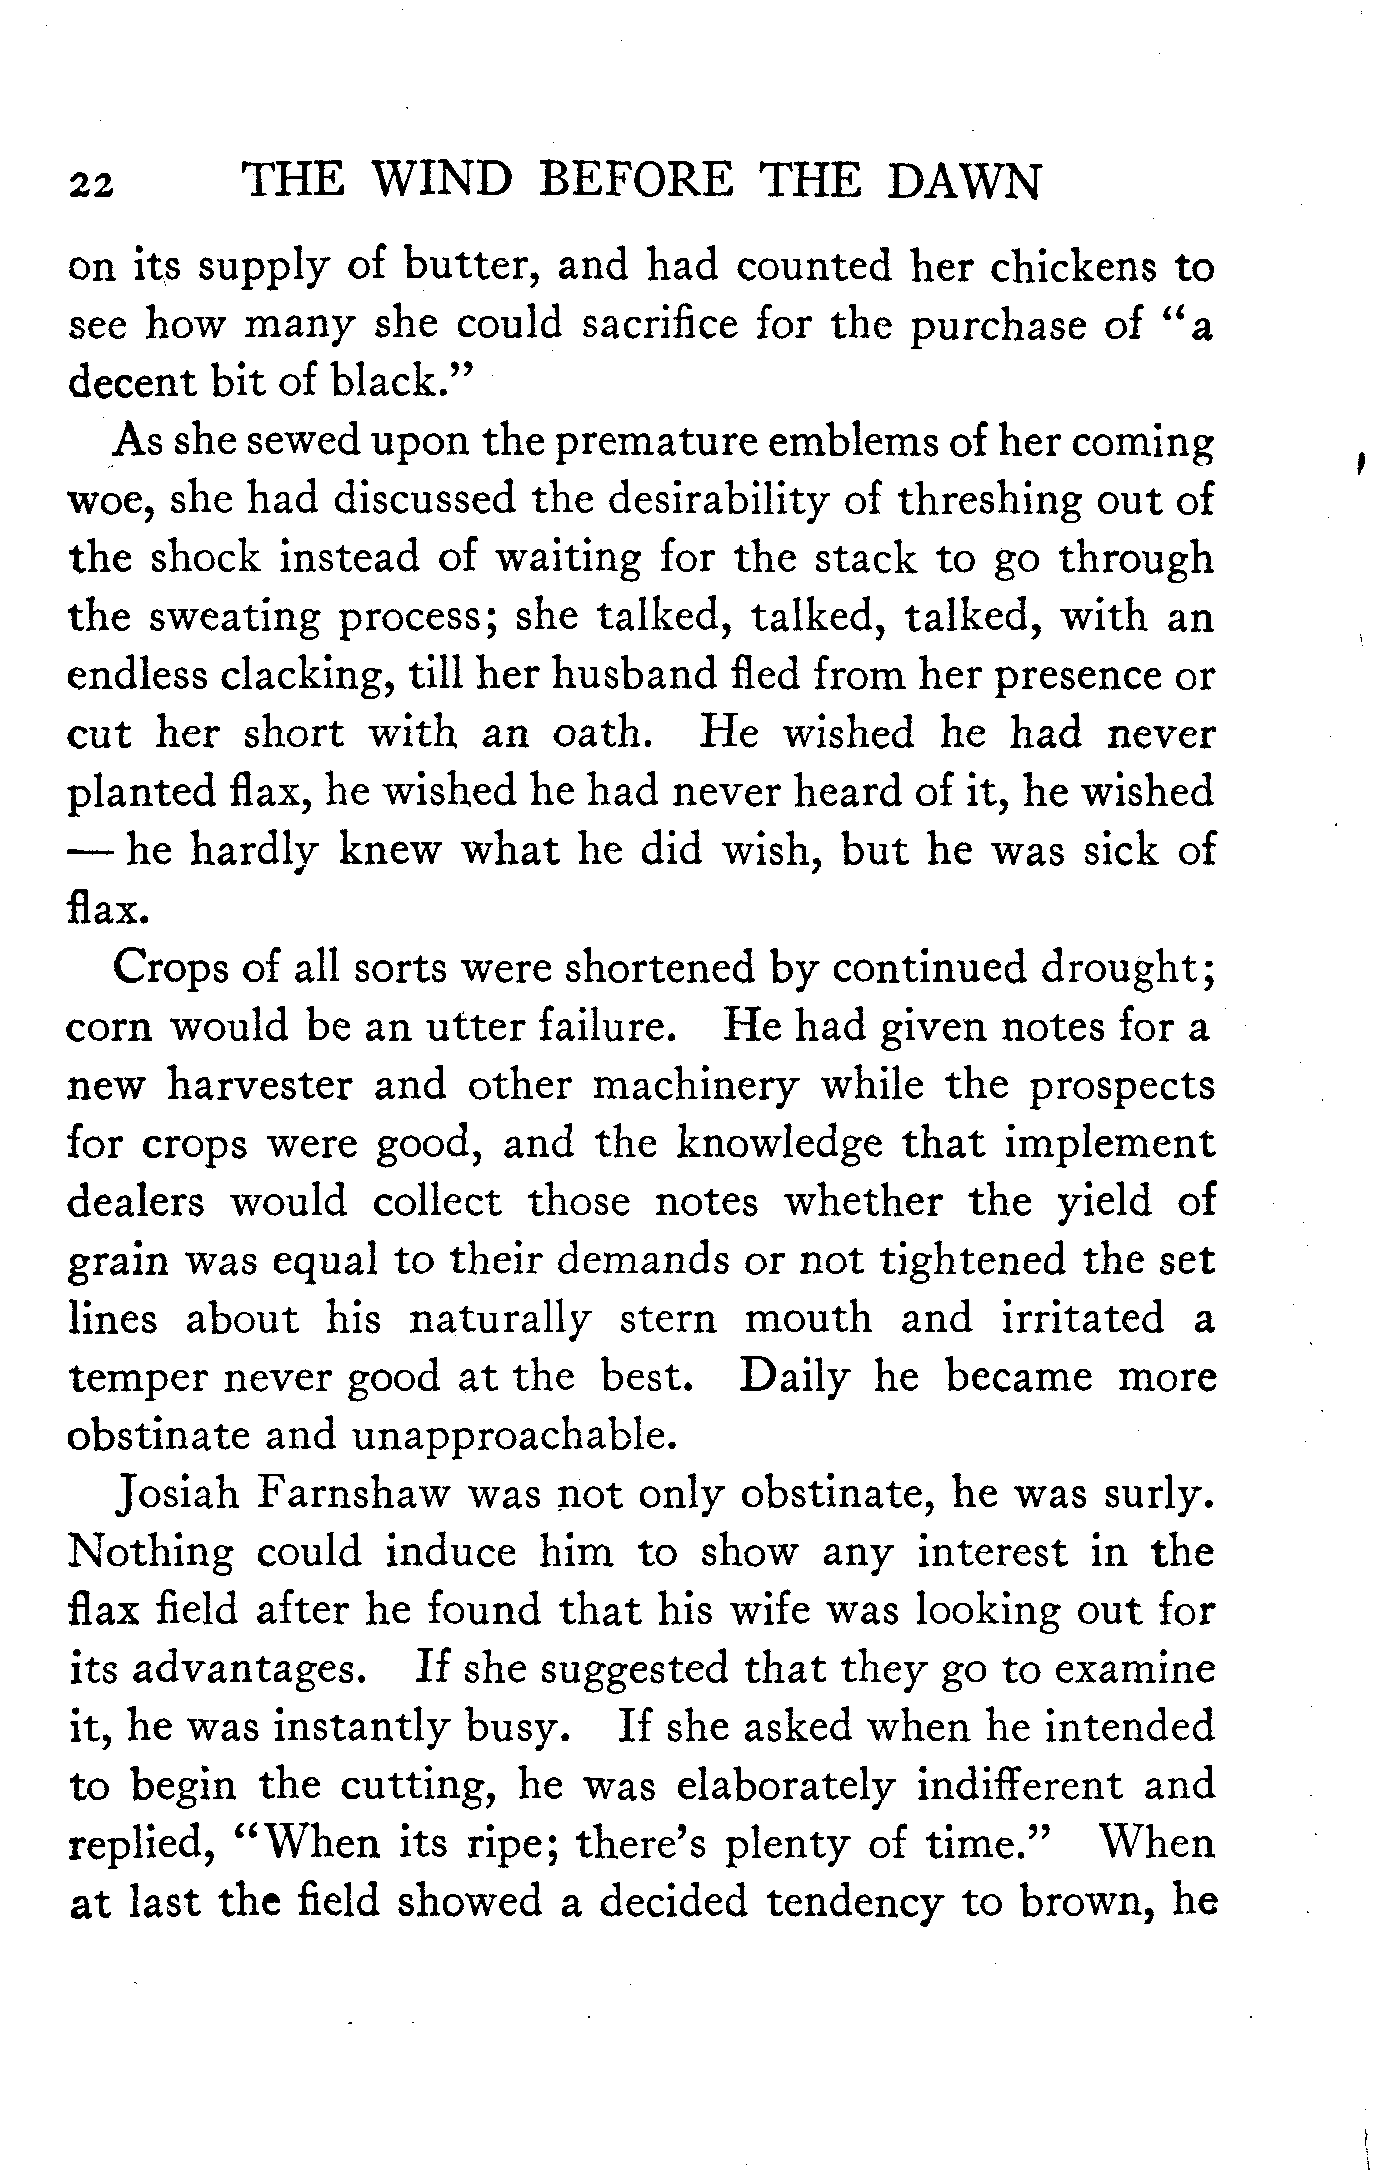 22 THE WIND BEFORE THE DAWN
on its supply of butter, and had counted her chickens to
see how many she could sacrifice for the purchase of “a
decent bit of black.”
As she sewed upon the premature emblems of her coming
woe, she had discussed the desirability of threshing out of
the shock instead of waiting for the stack to go through
the sweating process; she talked, talked, talked, with an
endless clacking, till her husband fled from her presence or
cut her short with an oath. He wished he had never
planted flax, he wished he had never heard of it, he wished
— he hardly knew what he did wish, but he was sick of
flax.
Crops of all sorts were shortened by continued drought;
corn would be an utter failure. He had given notes for a
new harvester and other machinery while the prospects
for crops were good, and the knowledge that implement
dealers would collect those notes whether the yield of
grain was equal to their demands or not tightened the set
lines about his naturally stern mouth and irritated a
temper never good at the best. Daily he became more
obstinate and unapproachable.
Josiah Farnshaw was not only obstinate, he was surly.
Nothing could induce him to show any interest in the
flax field after he found that his wife was looking out for
its advantages. If she suggested that they go to examine
it, he was instantly busy. If she asked when he intended
to begin the cutting, he was elaborately indifferent and
replied, “When its ripe; there’s plenty of time.” When
at last the field showed a decided tendency to brown, he